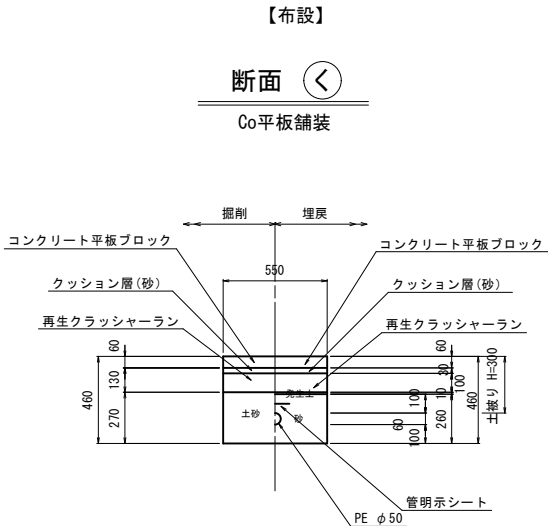 【布設】
断面 く
Co平板舗装
掘削 埋戻
コンクリート平板ブロック コンクリート平板ブロック
550
クッション層(砂) クッション層(砂)
再生クラッシャーラン 再生クラッシャーラン
60 60
130 30
100
460 270 460
土被り H=300
発生土 10
100
土砂 砂
60
260
100
管明示シート
PE φ50